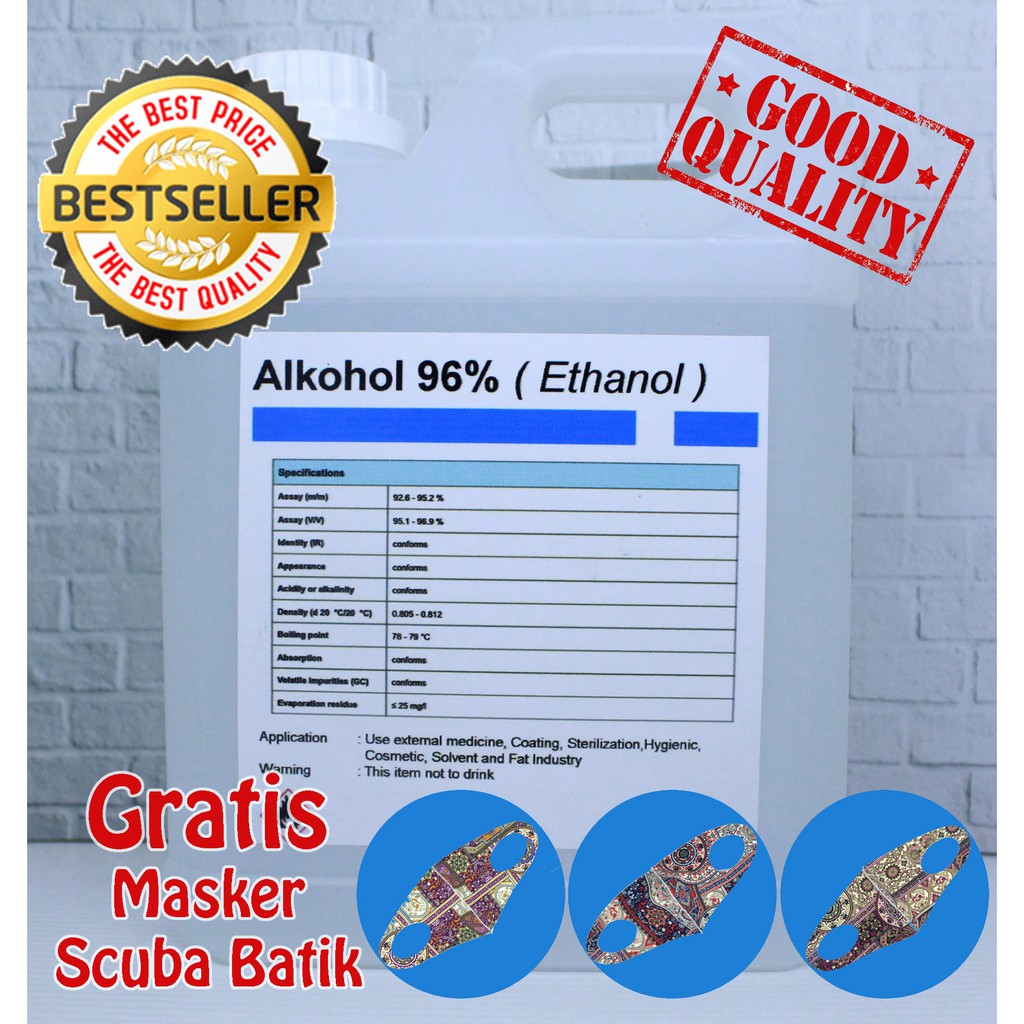 THE BEST PRICE
BESTSELLER
THE BEST QUALITY
GOOD
QUALITY
Alkohol 96% ( Ethanol )
Specifications
Assay (m/m) 92.6 - 95.2 %
Assay (V/V) 95.1 - 96.9 %
Identity (IR) conforms
Appearance conforms
Acidity or alkalinity conforms
Density (d 20 °C/20 °C) 0.805 - 0.812
Boiling point 78 - 79 °C
Absorption conforms
Volatile impurities (GC) conforms
Evaporation residue ≤ 25 mg/l
Application : Use external medicine, Coating, Sterilization,Hygienic,
Cosmetic, Solvent and Fat Industry
Warning : This item not to drink
Gratis
Masker
Scuba Batik